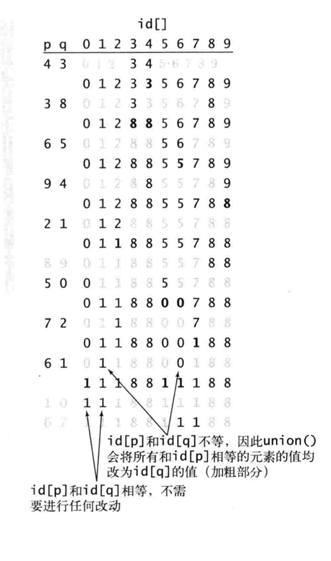 id[]
p q 0 1 2 3 4 5 6 7 8 9
4 3 0 1 2 3 4 5 6 7 8 9
0 1 2 3 3 5 6 7 8 9
3 8 0 1 2 3 3 5 6 7 8 9
0 1 2 8 8 5 6 7 8 9
6 5 0 1 2 8 8 5 6 7 8 9
0 1 2 8 8 5 5 7 8 9
9 4 0 1 2 8 8 5 5 7 8 9
0 1 2 8 8 5 5 7 8 8
2 1 0 1 2 8 8 5 5 7 8 8
0 1 1 8 8 5 5 7 8 8
8 9 0 1 1 8 8 5 5 7 8 8
5 0 0 1 1 8 8 5 5 7 8 8
0 1 1 8 8 0 0 7 8 8
7 2 0 1 1 8 8 0 0 7 8 8
0 1 1 8 8 0 0 1 8 8
6 1 0 1 1 8 8 0 0 1 8 8
1 1 1 8 8 1 1 1 8 8
1 0 1 1 1 8 8 1 1 1 8 8
6 7 1 1 1 8 8 1 1 1 8 8
id[p]和id[q]不等，因此union()
会将所有和id[p]相等的元素的值均
改为id[q]的值（加粗部分）
id[p]和id[q]相等，不需
要进行任何改动